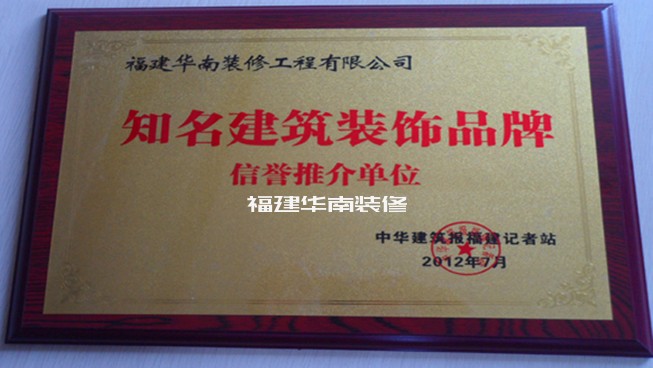 福建华南装修工程有限公司
知名建筑装饰品牌
信誉推介单位
福建华南装修
中华建筑报福建记者站
2012年7月